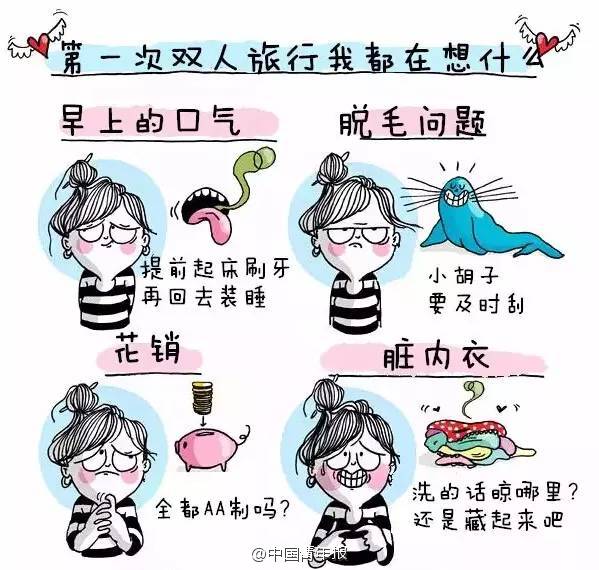 第一次双人旅行我都在想什么
早上的口气
脱毛问题
提前起床刷牙
再回去装睡
小胡子
要及时刮
花销
脏内衣
全都AA制吗?
洗的话晾哪里?
还是藏起来吧
@中国青年报